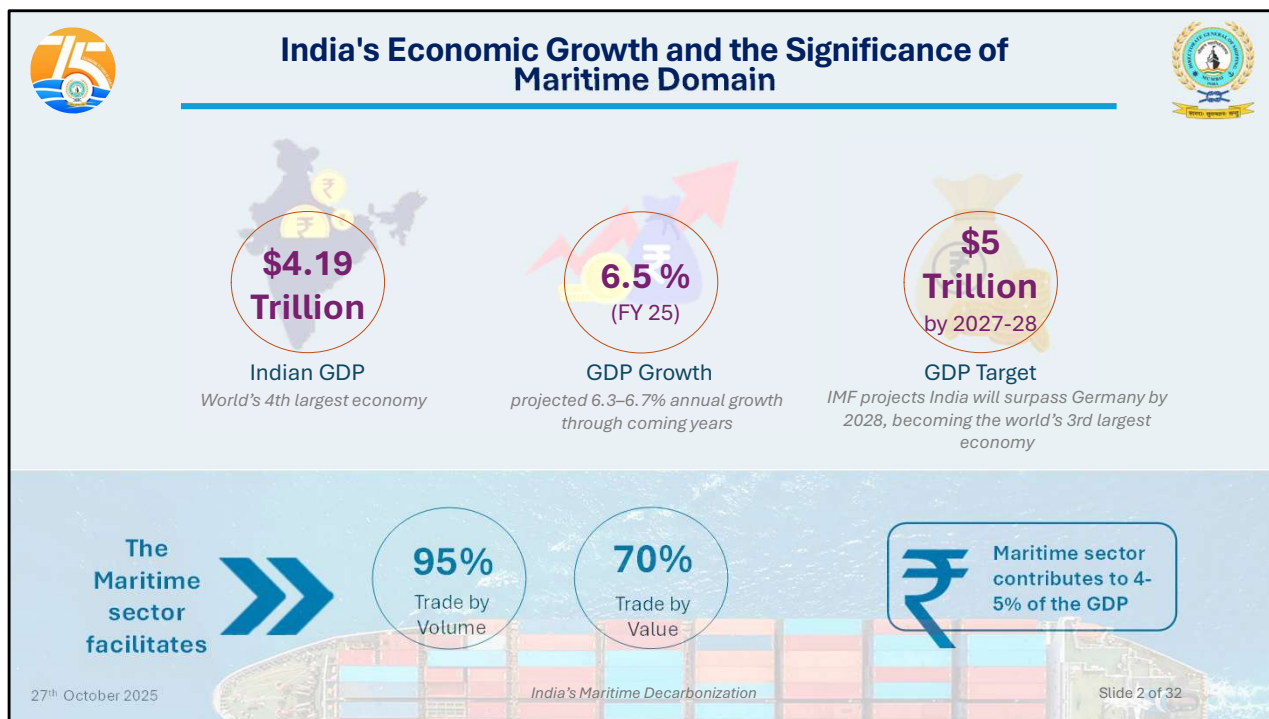 India's Economic Growth and the Significance of
Maritime Domain
75
$4.19
Trillion
Indian GDP
World's 4th largest economy
6.5 %
(FY 25)
GDP Growth
projected 6.3–6.7% annual growth
through coming years
$5
Trillion
by 2027-28
GDP Target
IMF projects India will surpass Germany by
2028, becoming the world's 3rd largest
economy
The
Maritime
sector
facilitates
95%
Trade by
Volume
70%
Trade by
Value
₹
Maritime sector
contributes to 4-
5% of the GDP
27th October 2025
India's Maritime Decarbonization
Slide 2 of 32